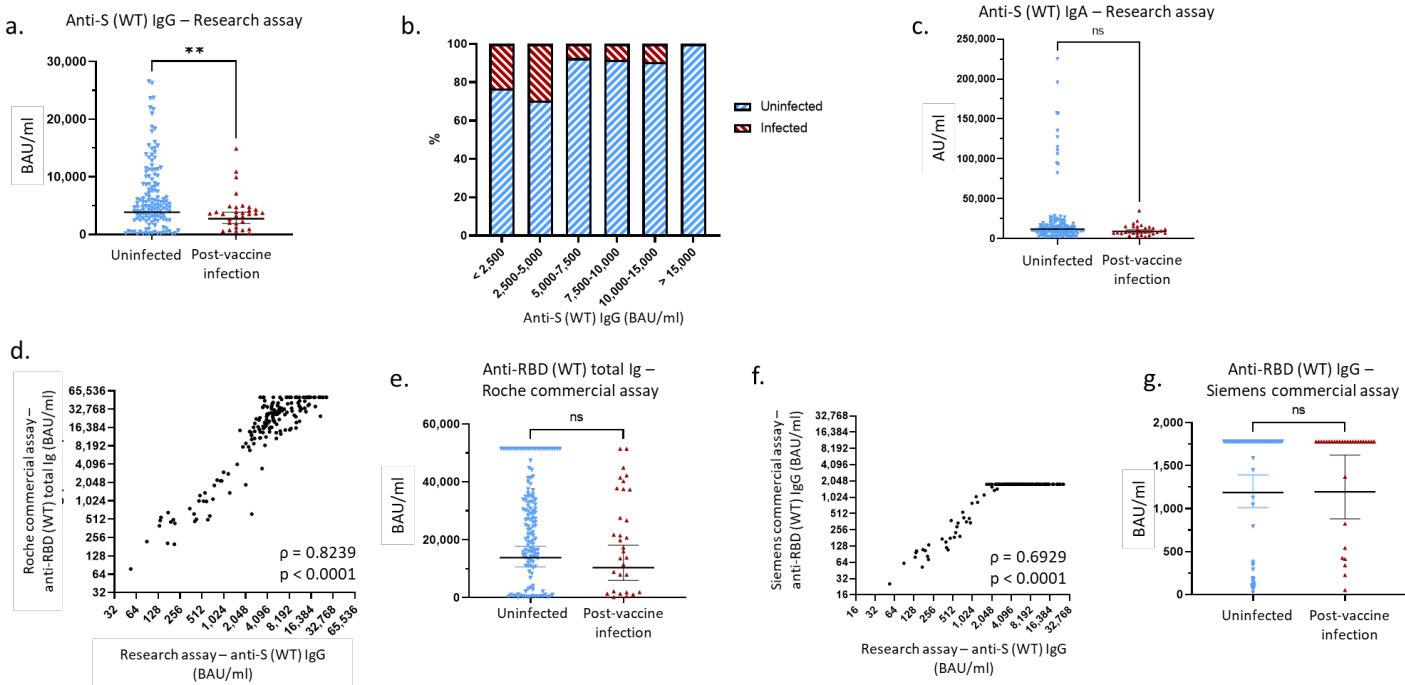 a.
Anti-S (WT) IgG – Research assay
**
BAU/ml
30,000
20,000
10,000
0
Uninfected
Post-vaccine
infection
b.
%
100
80
60
40
20
0
< 2,500
2,500-5,000
5,000-7,500
7,500-10,000
10,000-15,000
> 15,000
Anti-S (WT) IgG (BAU/ml)
Uninfected
Infected
c.
Anti-S (WT) IgA – Research assay
ns
AU/ml
250,000
200,000
150,000
100,000
50,000
0
Uninfected
Post-vaccine
infection
d.
Roche commercial assay –
anti-RBD (WT) total Ig (BAU/ml)
65,536
32,768
16,384
8,192
4,096
2,048
1,024
512
256
128
64
32
ρ = 0.8239
p < 0.0001
32
64
128
256
512
1,024
2,048
4,096
8,192
16,384
32,768
65,536
Research assay – anti-S (WT) IgG
(BAU/ml)
e.
Anti-RBD (WT) total Ig –
Roche commercial assay
ns
BAU/ml
60,000
40,000
20,000
0
Uninfected
Post-vaccine
infection
f.
Siemens commercial assay –
anti-RBD (WT) IgG (BAU/ml)
32,768
16,384
8,192
4,096
2,048
1,024
512
256
128
64
32
16
ρ = 0.6929
p < 0.0001
16
32
64
128
256
512
1,024
2,048
4,096
8,192
16,384
32,768
Research assay – anti-S (WT) IgG
(BAU/ml)
g.
Anti-RBD (WT) IgG –
Siemens commercial assay
ns
BAU/ml
2,000
1,500
1,000
500
0
Uninfected
Post-vaccine
infection